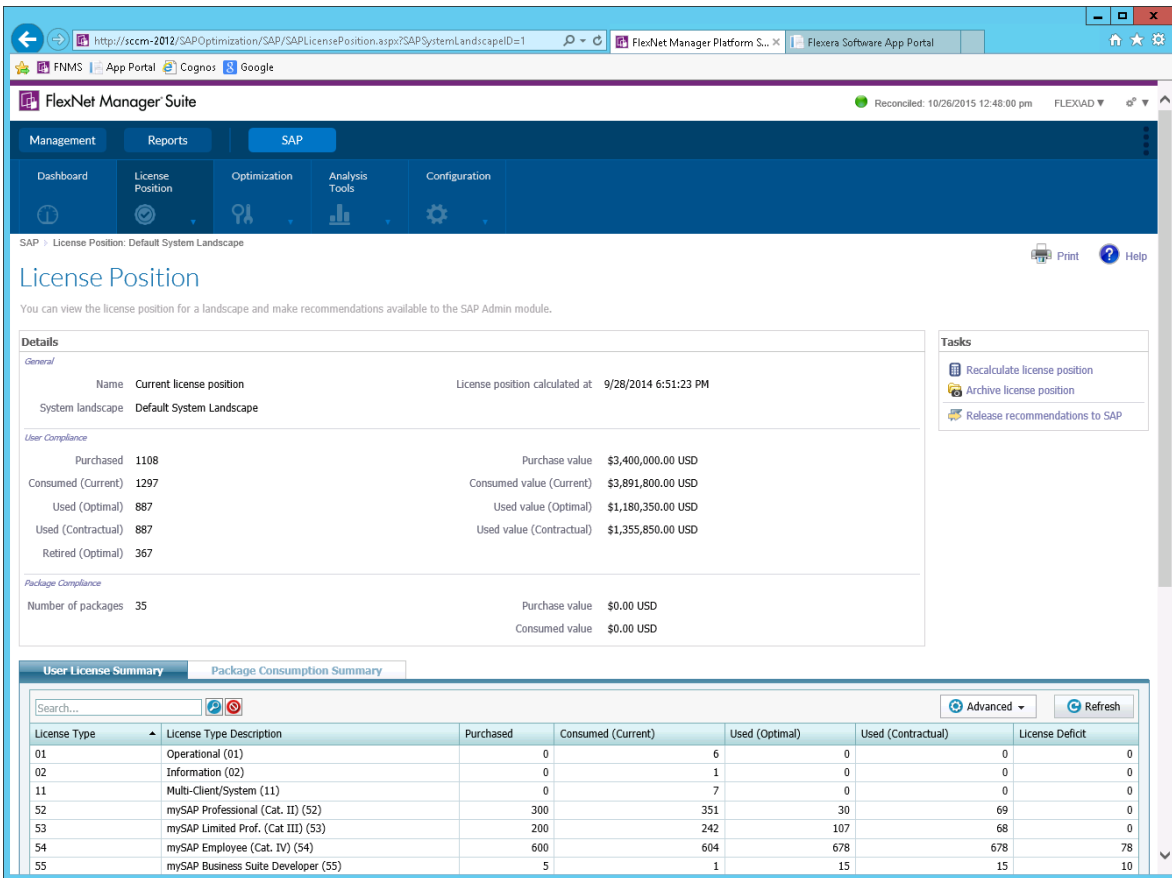 http://sccm-2012/SAPOptimization/SAP/SAPLicensePosition.aspx?SAPSystemLandscapeID=1
FlexNet Manager Platform S...
Flexera Software App Portal
FNMS App Portal Cognos Google
FlexNet Manager Suite
Reconciled: 10/26/2015 12:48:00 pm FLEX\AD
Management Reports SAP
Dashboard License Position Optimization Analysis Tools Configuration
SAP License Position: Default System Landscape
Print Help
License Position
You can view the license position for a landscape and make recommendations available to the SAP Admin module.
Details
General
Name Current license position License position calculated at 9/28/2014 6:51:23 PM
System landscape Default System Landscape
User Compliance
Purchased 1108 Purchase value $3,400,000.00 USD
Consumed (Current) 1297 Consumed value (Current) $3,891,800.00 USD
Used (Optimal) 887 Used value (Optimal) $1,180,350.00 USD
Used (Contractual) 887 Used value (Contractual) $1,355,850.00 USD
Retired (Optimal) 367
Package Compliance
Number of packages 35 Purchase value $0.00 USD
Consumed value $0.00 USD
Tasks
Recalculate license position
Archive license position
Release recommendations to SAP
User License Summary Package Consumption Summary
Search... Advanced Refresh
License Type License Type Description Purchased Consumed (Current) Used (Optimal) Used (Contractual) License Deficit
01 Operational (01) 0 6 0 0 0
02 Information (02) 0 1 0 0 0
11 Multi-Client/System (11) 0 7 0 0 0
52 mySAP Professional (Cat. II) (52) 300 351 30 69 0
53 mySAP Limited Prof. (Cat III) (53) 200 242 107 68 0
54 mySAP Employee (Cat. IV) (54) 600 604 678 678 78
55 mySAP Business Suite Developer (55) 5 1 15 15 10